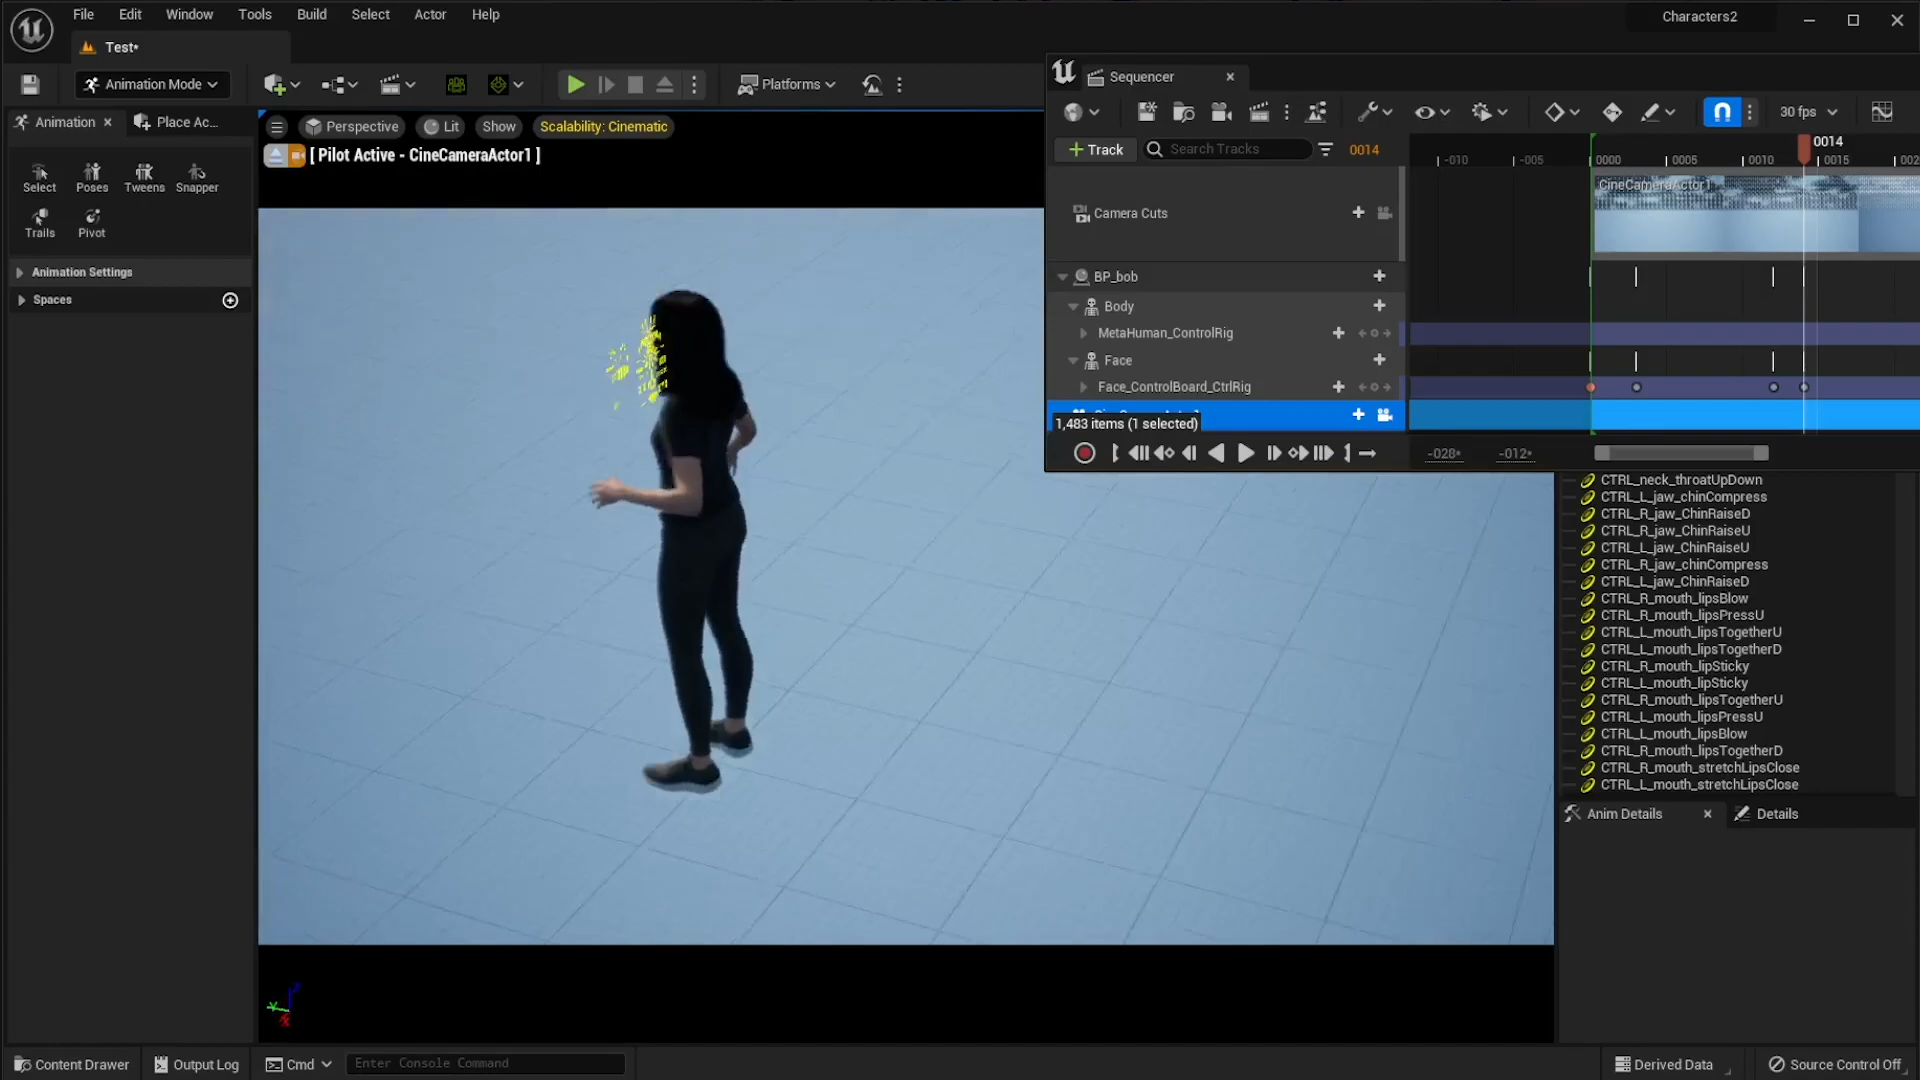 File Edit Window Tools Build Select Actor Help
Characters2
Test*
Animation Mode
Platforms
Sequencer
Animation
Place Ac...
Perspective
Lit
Show
Scalability: Cinematic
30 fps
[ Pilot Active - CineCameraActor1 ]
Track
Search Tracks
0014
0014
-010
-005
0000
0005
0010
0015
002
Select
Poses
Tweens
Snapper
Trails
Pivot
CineCameraActor1
Camera Cuts
Animation Settings
Spaces
BP_bob
Body
MetaHuman_ControlRig
Face
Face_ControlBoard_CtrlRig
1,483 items (1 selected)
-028*
-012*
CTRL_neck_throatUpDown
CTRL_L_jaw_chinCompress
CTRL_R_jaw_ChinRaiseD
CTRL_R_jaw_ChinRaiseU
CTRL_L_jaw_ChinRaiseU
CTRL_R_jaw_chinCompress
CTRL_L_jaw_ChinRaiseD
CTRL_R_mouth_lipsBlow
CTRL_R_mouth_lipsPressU
CTRL_L_mouth_lipsTogetherU
CTRL_L_mouth_lipsTogetherD
CTRL_R_mouth_lipSticky
CTRL_L_mouth_lipSticky
CTRL_R_mouth_lipsTogetherU
CTRL_L_mouth_lipsPressU
CTRL_L_mouth_lipsBlow
CTRL_R_mouth_lipsTogetherD
CTRL_R_mouth_stretchLipsClose
CTRL_L_mouth_stretchLipsClose
Anim Details
Details
Content Drawer
Output Log
Cmd
Enter Console Command
Derived Data
Source Control Off